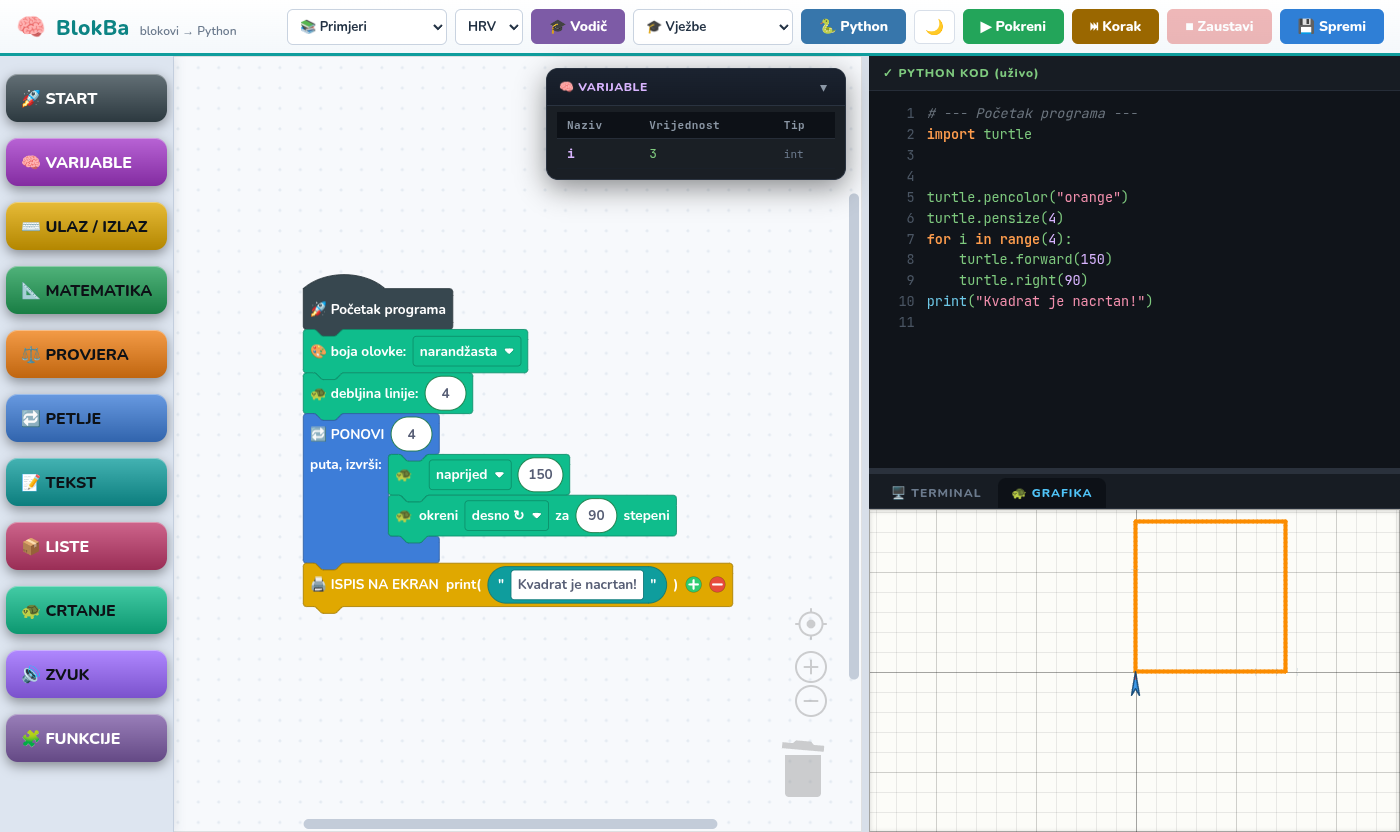 🧠 BlokBa blokovi → Python 📚 Primjeri HRV 🎓 Vodič 🎓 Vježbe 🐍 Python 🌙 ▶ Pokreni ⏭ Korak ■ Zaustavi 💾 Spremi
🚀 START
🧠 VARIJABLE
⌨️ ULAZ / IZLAZ
📐 MATEMATIKA
⚖️ PROVJERA
🔁 PETLJE
📝 TEKST
📦 LISTE
🐢 CRTANJE
🔊 ZVUK
🧩 FUNKCIJE
🧠 VARIJABLE ▼
Naziv Vrijednost Tip
i 3 int
🚀 Početak programa
🎨 boja olovke: narandžasta
🐢 debljina linije: 4
🔁 PONOVI 4
puta, izvrši:
🐢 naprijed 150
🐢 okreni desno ↻ za 90 stepeni
🖨️ ISPIS NA EKRAN print( " Kvadrat je nacrtan! " )
✓ PYTHON KOD (uživo)
1 # --- Početak programa ---
2 import turtle
3
4
5 turtle.pencolor("orange")
6 turtle.pensize(4)
7 for i in range(4):
8     turtle.forward(150)
9     turtle.right(90)
10 print("Kvadrat je nacrtan!")
11
🖥️ TERMINAL 🐢 GRAFIKA